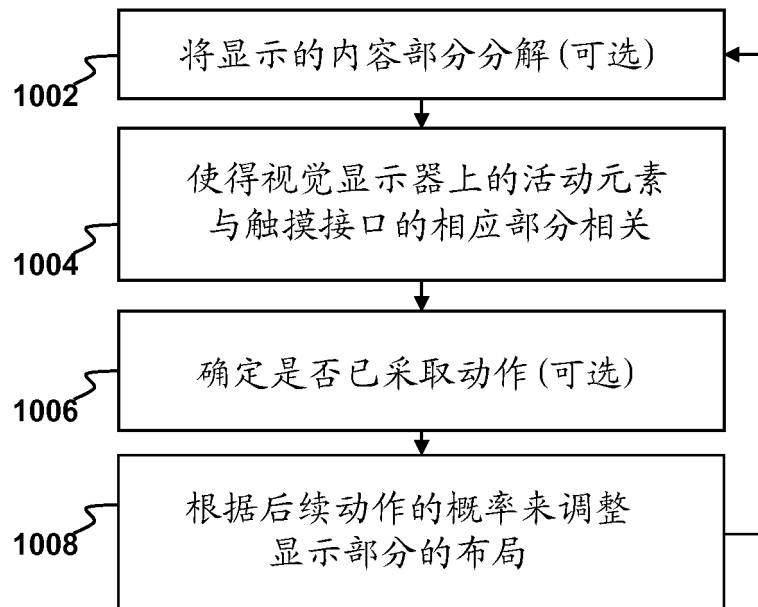 将显示的内容部分分解(可选)
1002
使得视觉显示器上的活动元素
与触摸接口的相应部分相关
1004
确定是否已采取动作(可选)
1006
根据后续动作的概率来调整
显示部分的布局
1008